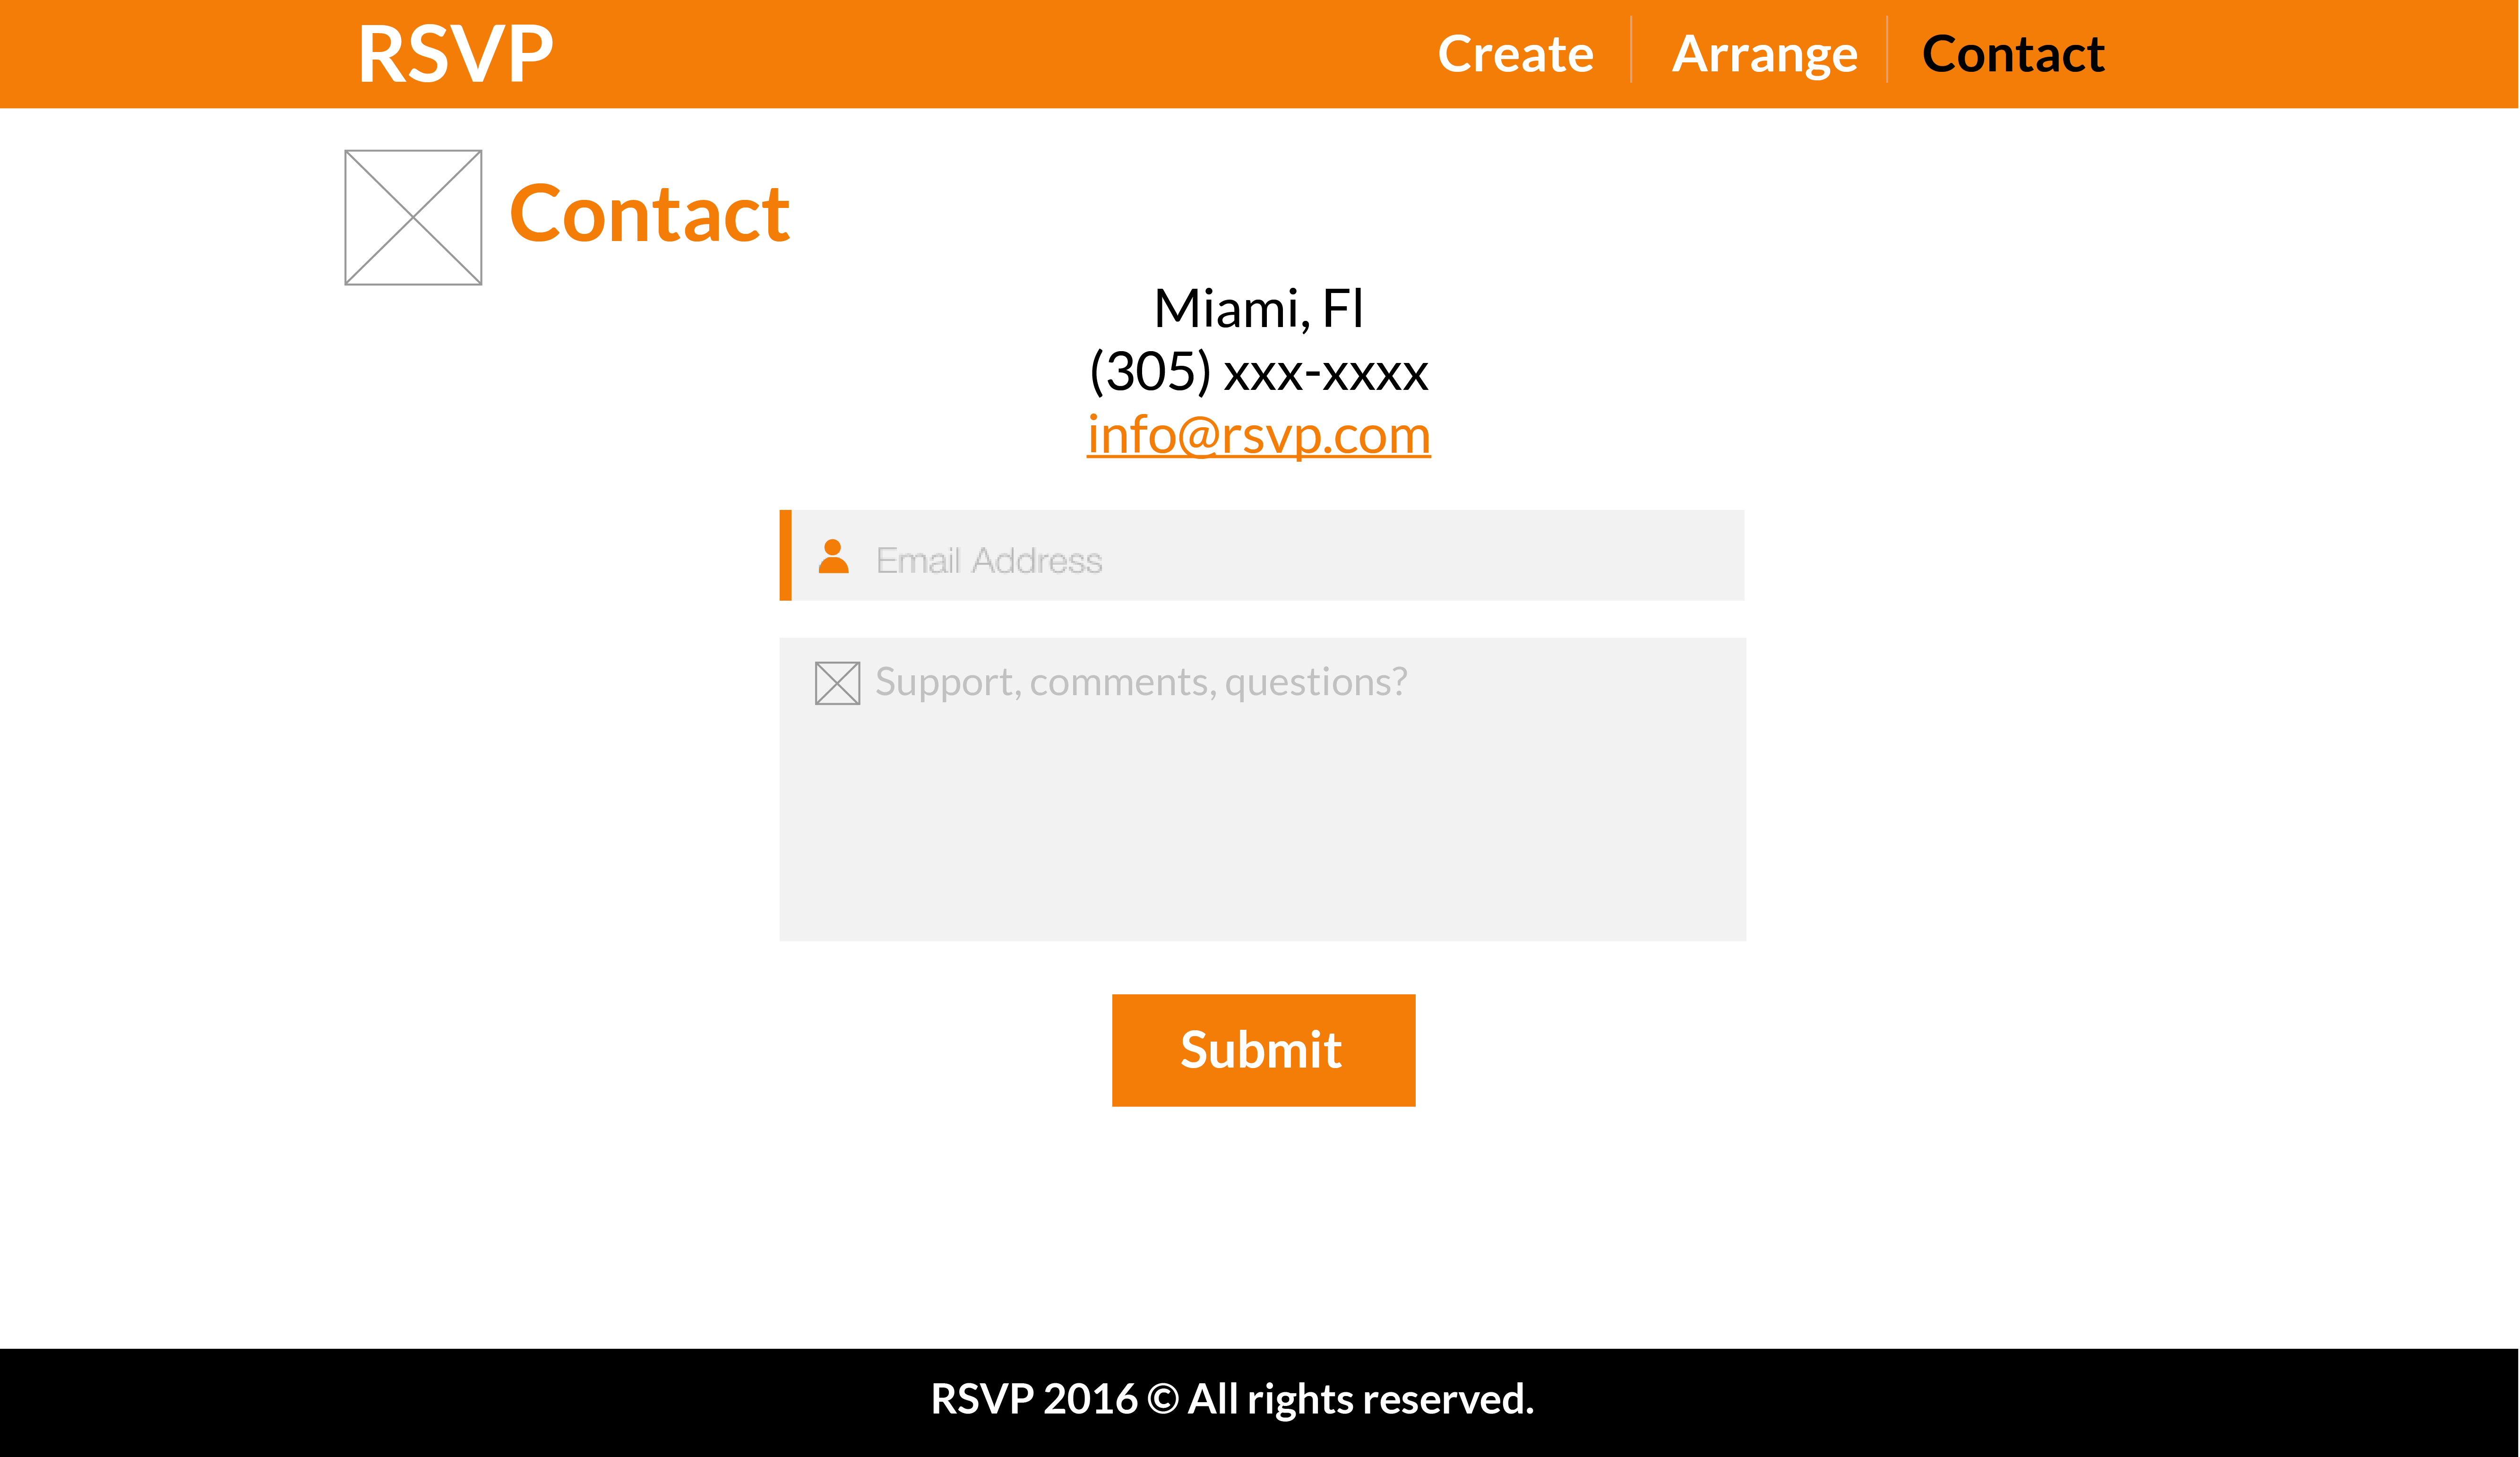 RSVP
Create Arrange Contact
Contact
Miami, Fl
(305) xxx-xxxx
info@rsvp.com
Email Address
Support, comments, questions?
Submit
RSVP 2016 © All rights reserved.